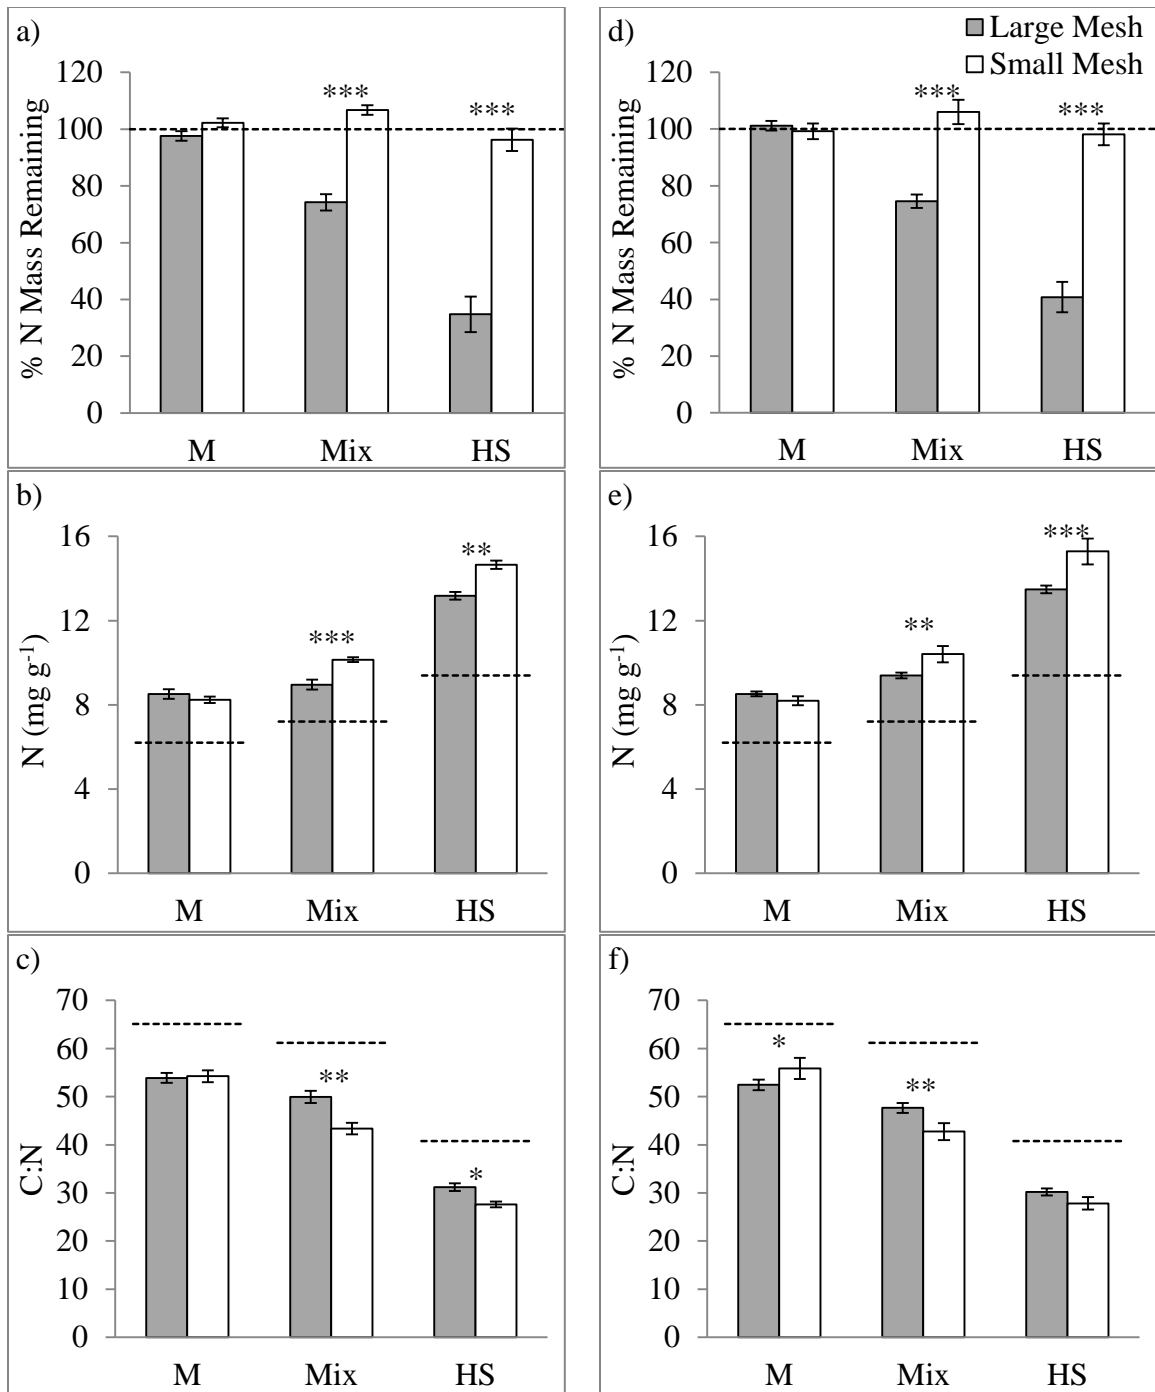 a)
120
100
80
60
40
20
0
% N Mass Remaining
***
***
M Mix HS
d)
Large Mesh
Small Mesh
120
100
80
60
40
20
0
% N Mass Remaining
***
***
M Mix HS
b)
16
12
8
4
0
N (mg g-1)
***
**
M Mix HS
e)
16
12
8
4
0
N (mg g-1)
**
***
M Mix HS
c)
70
60
50
40
30
20
10
0
C:N
**
*
M Mix HS
f)
70
60
50
40
30
20
10
0
C:N
*
**
M Mix HS